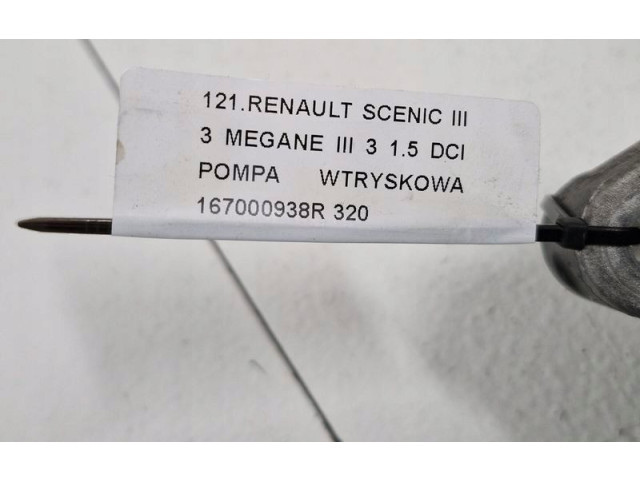 121.RENAULT SCENIC III
3 MEGANE III 3 1.5 DCI
POMPA WTRYSKOWA
167000938R 320